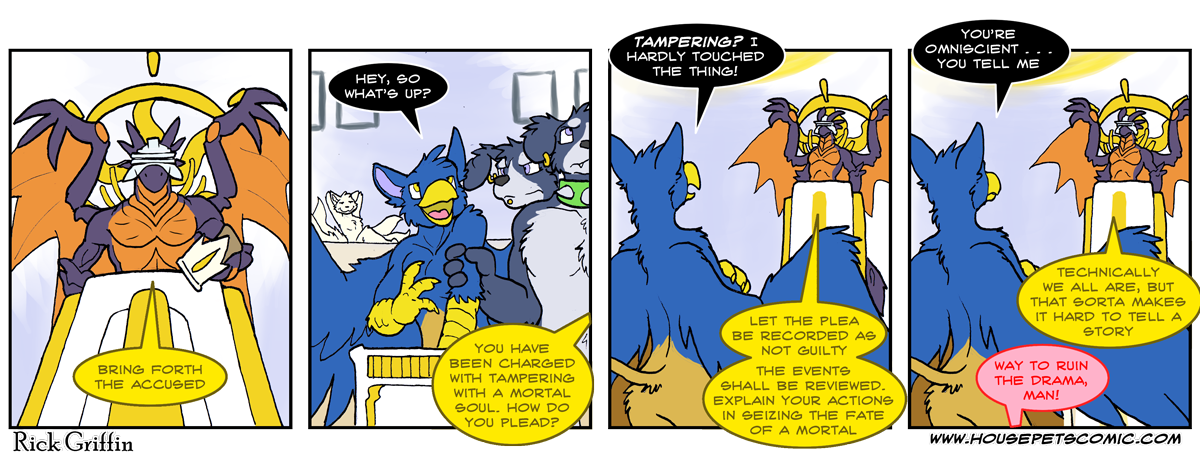 BRING FORTH
THE ACCUSED
HEY, SO
WHAT'S UP?
YOU HAVE
BEEN CHARGED
WITH TAMPERING
WITH A MORTAL
SOUL. HOW DO
YOU PLEAD?
TAMPERING? I
HARDLY TOUCHED
THE THING!
LET THE PLEA
BE RECORDED AS
NOT GUILTY
THE EVENTS
SHALL BE REVIEWED.
EXPLAIN YOUR ACTIONS
IN SEIZING THE FATE
OF A MORTAL
YOU'RE
OMNISCIENT . . .
YOU TELL ME
TECHNICALLY
WE ALL ARE, BUT
THAT SORTA MAKES
IT HARD TO TELL A
STORY
WAY TO RUIN
THE DRAMA,
MAN!
Rick Griffin
WWW.HOUSEPETSCOMIC.COM